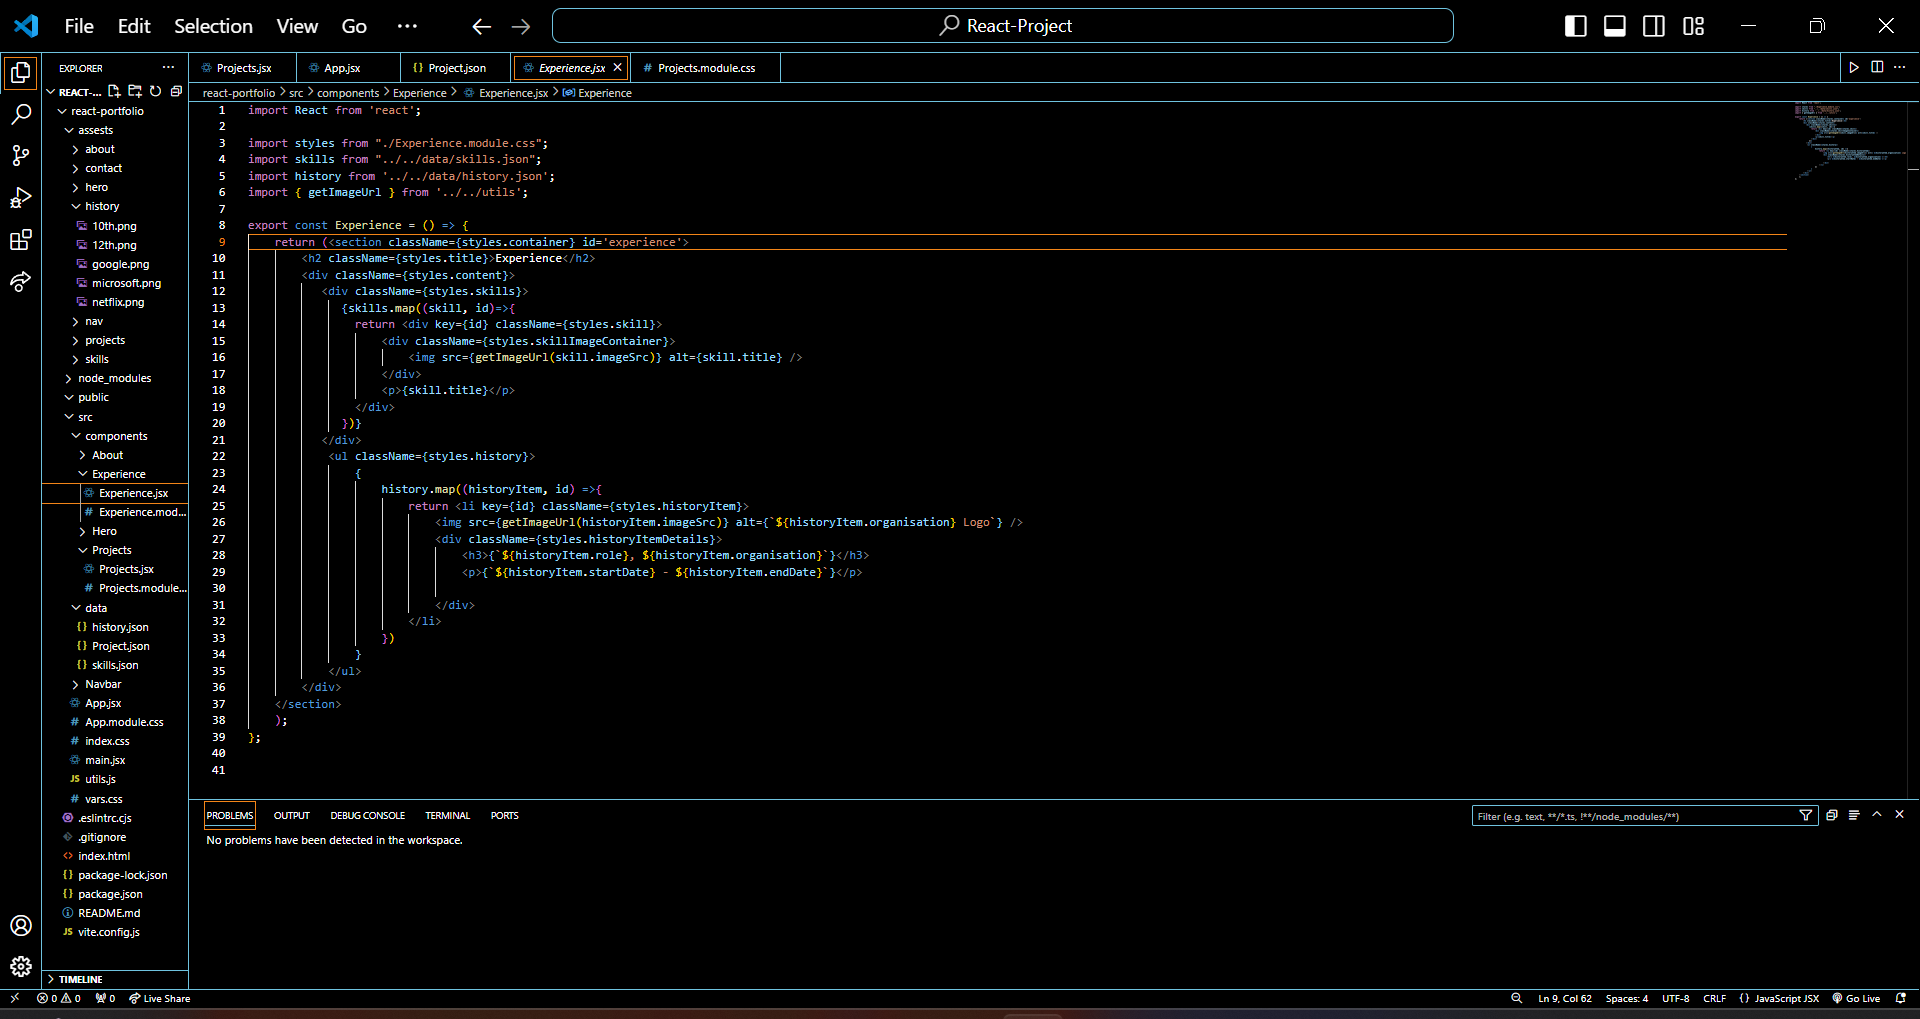 File Edit Selection View Go ··· React-Project
EXPLORER ···
REACT-...
react-portfolio
assests
about
contact
hero
history
10th.png
12th.png
google.png
microsoft.png
netflix.png
nav
projects
skills
node_modules
public
src
components
About
Experience
Experience.jsx
# Experience.mod...
Hero
Projects
Projects.jsx
# Projects.module...
data
{} history.json
{} Project.json
{} skills.json
Navbar
App.jsx
# App.module.css
# index.css
main.jsx
JS utils.js
# vars.css
.eslintrc.cjs
.gitignore
<> index.html
{} package-lock.json
{} package.json
README.md
JS vite.config.js
TIMELINE
Projects.jsx App.jsx {} Project.json Experience.jsx # Projects.module.css
react-portfolio > src > components > Experience > Experience.jsx > Experience
1 import React from 'react';
2
3 import styles from "./Experience.module.css";
4 import skills from "../../data/skills.json";
5 import history from '../../data/history.json';
6 import { getImageUrl } from '../../utils';
7
8 export const Experience = () => {
9 return (<section className={styles.container} id='experience'>
10 <h2 className={styles.title}>Experience</h2>
11 <div className={styles.content}>
12 <div className={styles.skills}>
13 {skills.map((skill, id)=>{
14 return <div key={id} className={styles.skill}>
15 <div className={styles.skillImageContainer}>
16 <img src={getImageUrl(skill.imageSrc)} alt={skill.title} />
17 </div>
18 <p>{skill.title}</p>
19 </div>
20 })}
21 </div>
22 <ul className={styles.history}>
23 {
24 history.map((historyItem, id) =>{
25 return <li key={id} className={styles.historyItem}>
26 <img src={getImageUrl(historyItem.imageSrc)} alt={`${historyItem.organisation} Logo`} />
27 <div className={styles.historyItemDetails}>
28 <h3>{`${historyItem.role}, ${historyItem.organisation}`}</h3>
29 <p>{`${historyItem.startDate} - ${historyItem.endDate}`}</p>
30
31 </div>
32 </li>
33 })
34 }
35 </ul>
36 </div>
37 </section>
38 );
39 };
40
41
PROBLEMS OUTPUT DEBUG CONSOLE TERMINAL PORTS Filter (e.g. text, **/*.ts, !**/node_modules/**)
No problems have been detected in the workspace.
0 0 0 Live Share Ln 9, Col 62 Spaces: 4 UTF-8 CRLF {} JavaScript JSX Go Live